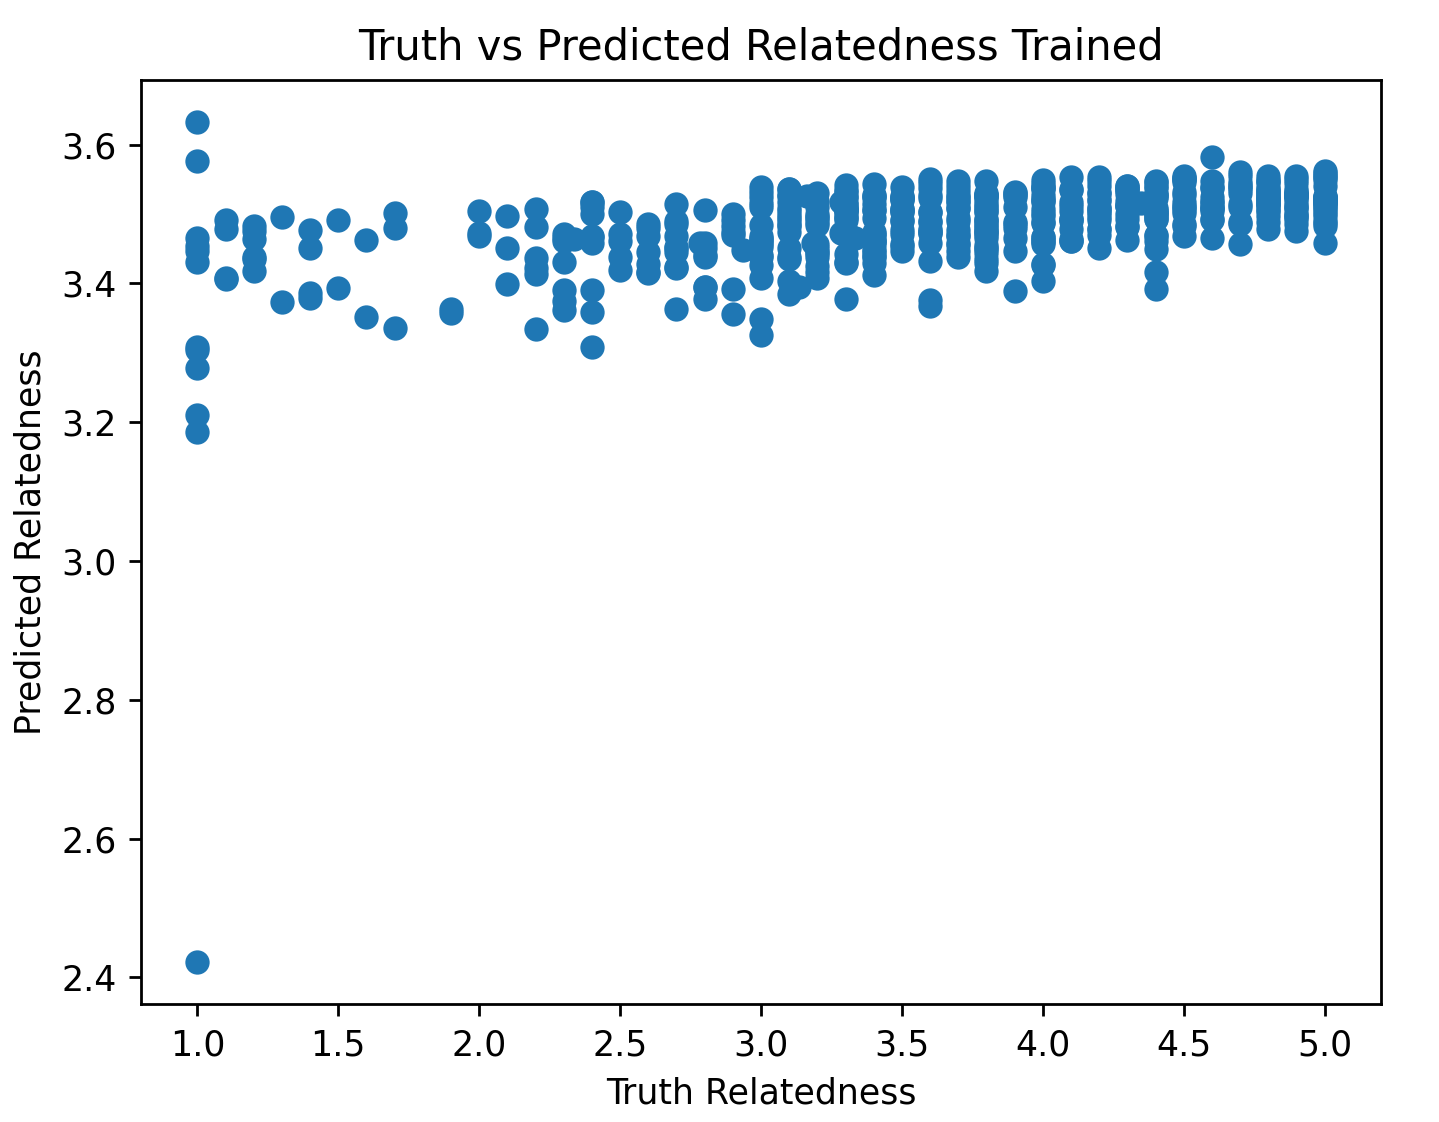 Truth vs Predicted Relatedness Trained
3.6
3.4
3.2
3.0
2.8
2.6
2.4
Predicted Relatedness
1.0 1.5 2.0 2.5 3.0 3.5 4.0 4.5 5.0
Truth Relatedness